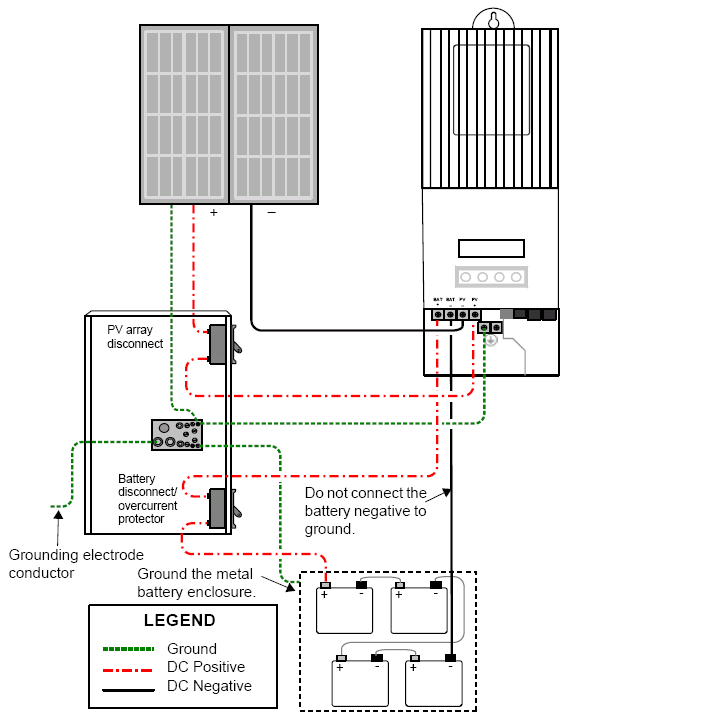 + −
BAT BAT PV PV
+ − − +
PV array
disconnect
Battery
disconnect/
overcurrent
protector
Do not connect the
battery negative to
ground.
Grounding electrode
conductor
Ground the metal
battery enclosure.
+ - + -
+ - + -
LEGEND
Ground
DC Positive
DC Negative